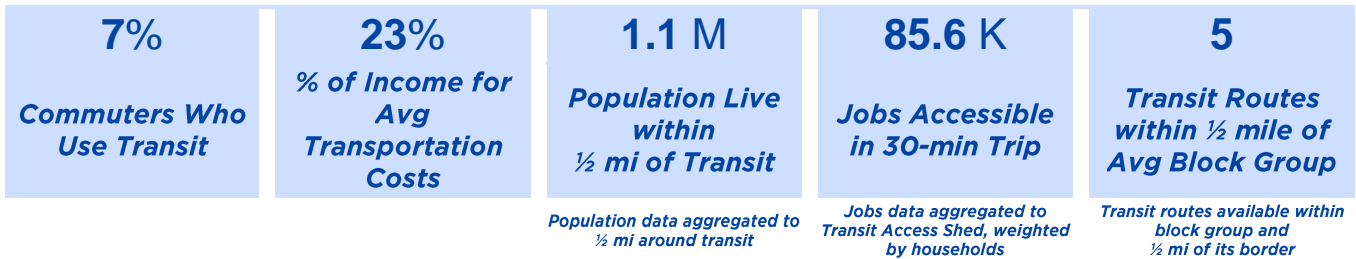 7%
Commuters Who
Use Transit
23%
% of Income for
Avg
Transportation
Costs
1.1 M
Population Live
within
½ mi of Transit
Population data aggregated to
½ mi around transit
85.6 K
Jobs Accessible
in 30-min Trip
Jobs data aggregated to
Transit Access Shed, weighted
by households
5
Transit Routes
within ½ mile of
Avg Block Group
Transit routes available within
block group and
½ mi of its border